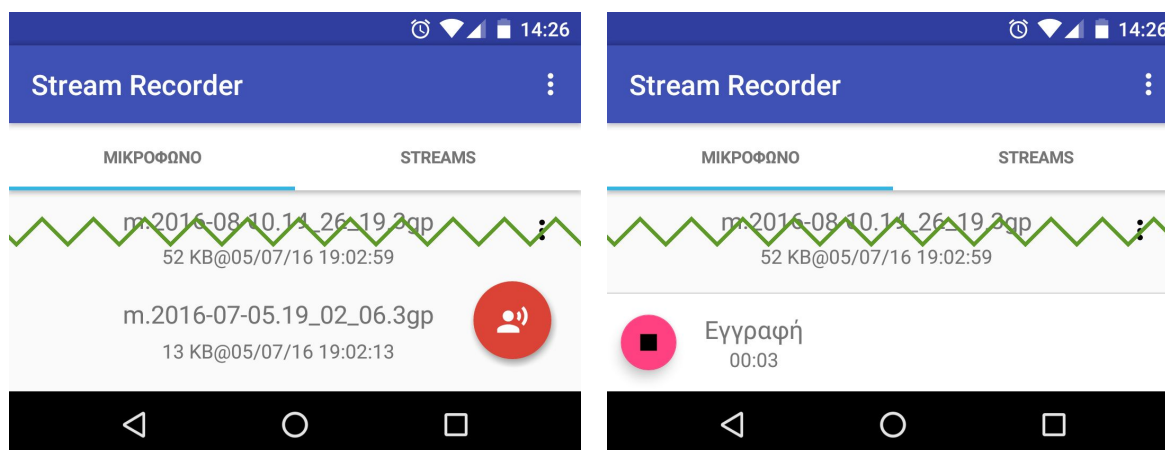 14:26
Stream Recorder
ΜΙΚΡΟΦΩΝΟ STREAMS
m.2016-08-10.14_26_19.3gp
52 KB@05/07/16 19:02:59
m.2016-07-05.19_02_06.3gp
13 KB@05/07/16 19:02:13
14:26
Stream Recorder
ΜΙΚΡΟΦΩΝΟ STREAMS
m.2016-08-10.14_26_19.3gp
52 KB@05/07/16 19:02:59
Εγγραφή
00:03